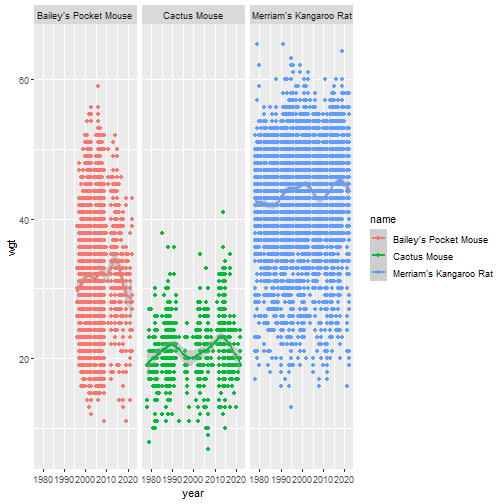 Bailey's Pocket Mouse Cactus Mouse Merriam's Kangaroo Rat
60
40
20
wgt
1980 1990 2000 2010 2020 1980 1990 2000 2010 2020 1980 1990 2000 2010 2020
year
name
Bailey's Pocket Mouse
Cactus Mouse
Merriam's Kangaroo Rat